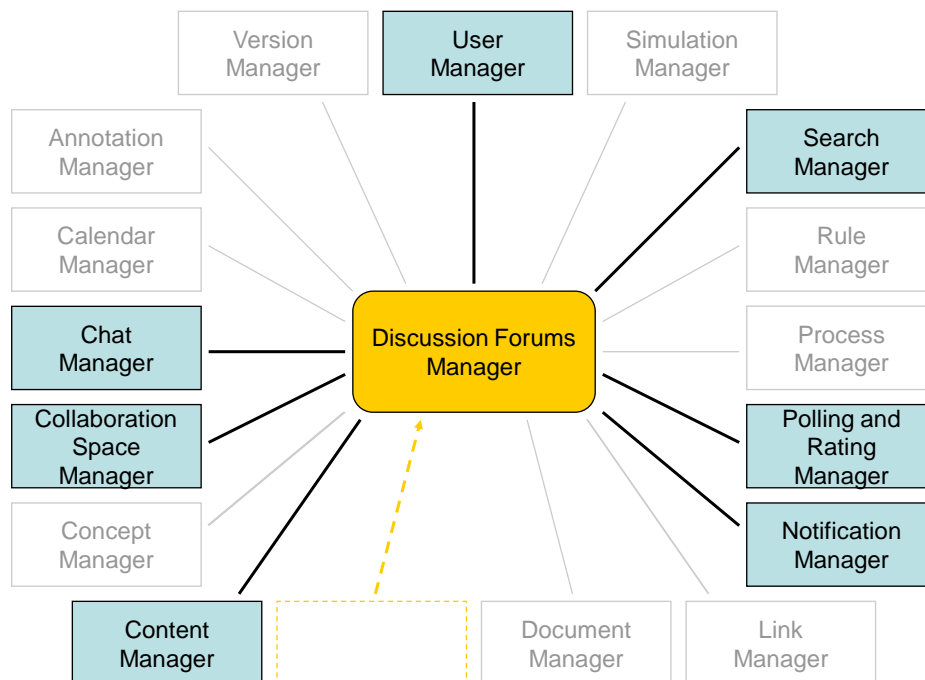 Version
Manager
User
Manager
Simulation
Manager
Annotation
Manager
Search
Manager
Calendar
Manager
Rule
Manager
Chat
Manager
Discussion Forums
Manager
Process
Manager
Collaboration
Space
Manager
Polling and
Rating
Manager
Concept
Manager
Notification
Manager
Content
Manager
Document
Manager
Link
Manager